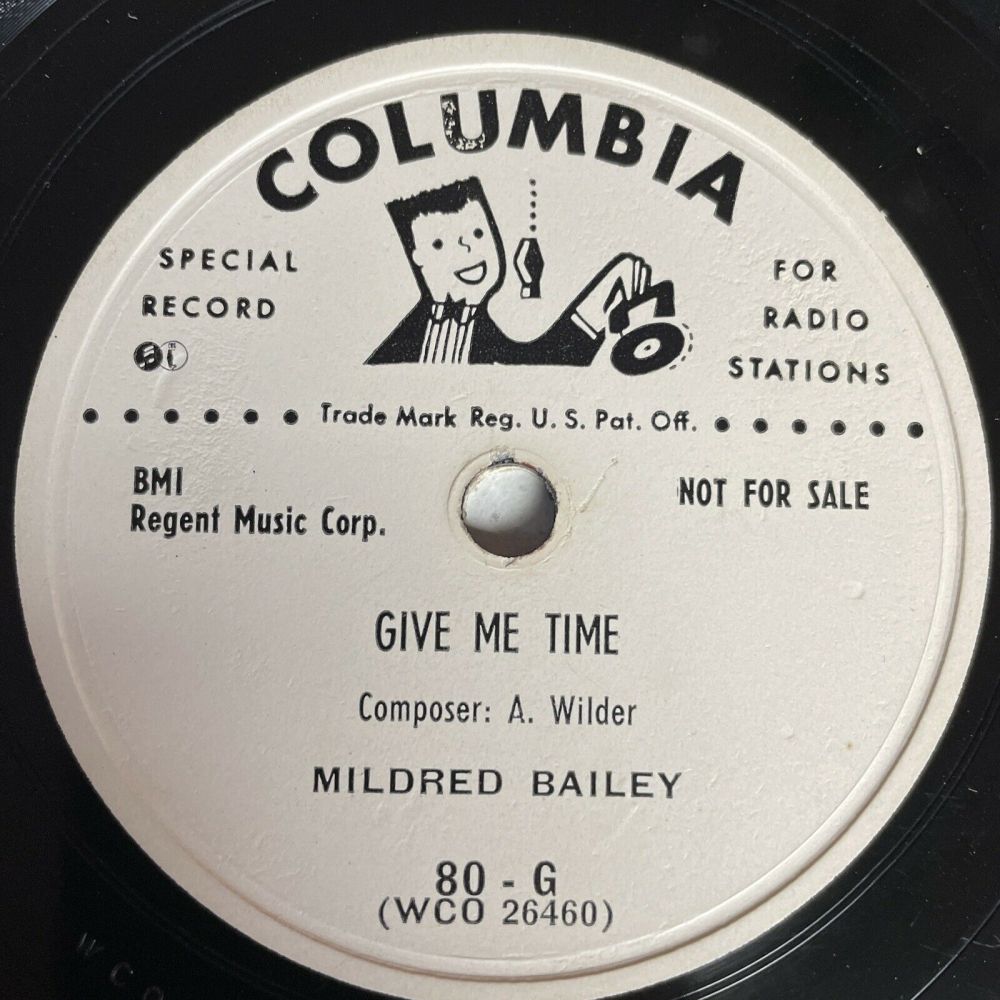 COLUMBIA
SPECIAL
RECORD
FOR
RADIO
STATIONS
Trade Mark Reg. U. S. Pat. Off.
BMI
Regent Music Corp.
NOT FOR SALE
GIVE ME TIME
Composer: A. Wilder
MILDRED BAILEY
80 - G
(WCO 26460)
W C O